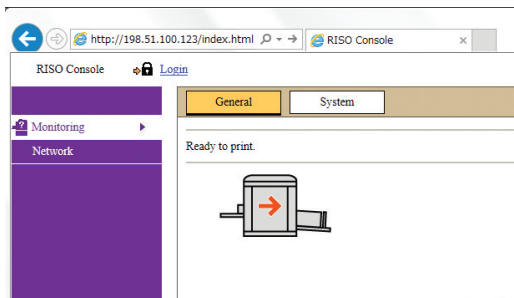 http://198.51.100.123/index.html
RISO Console
RISO Console
Login
General
System
Monitoring
Network
Ready to print.